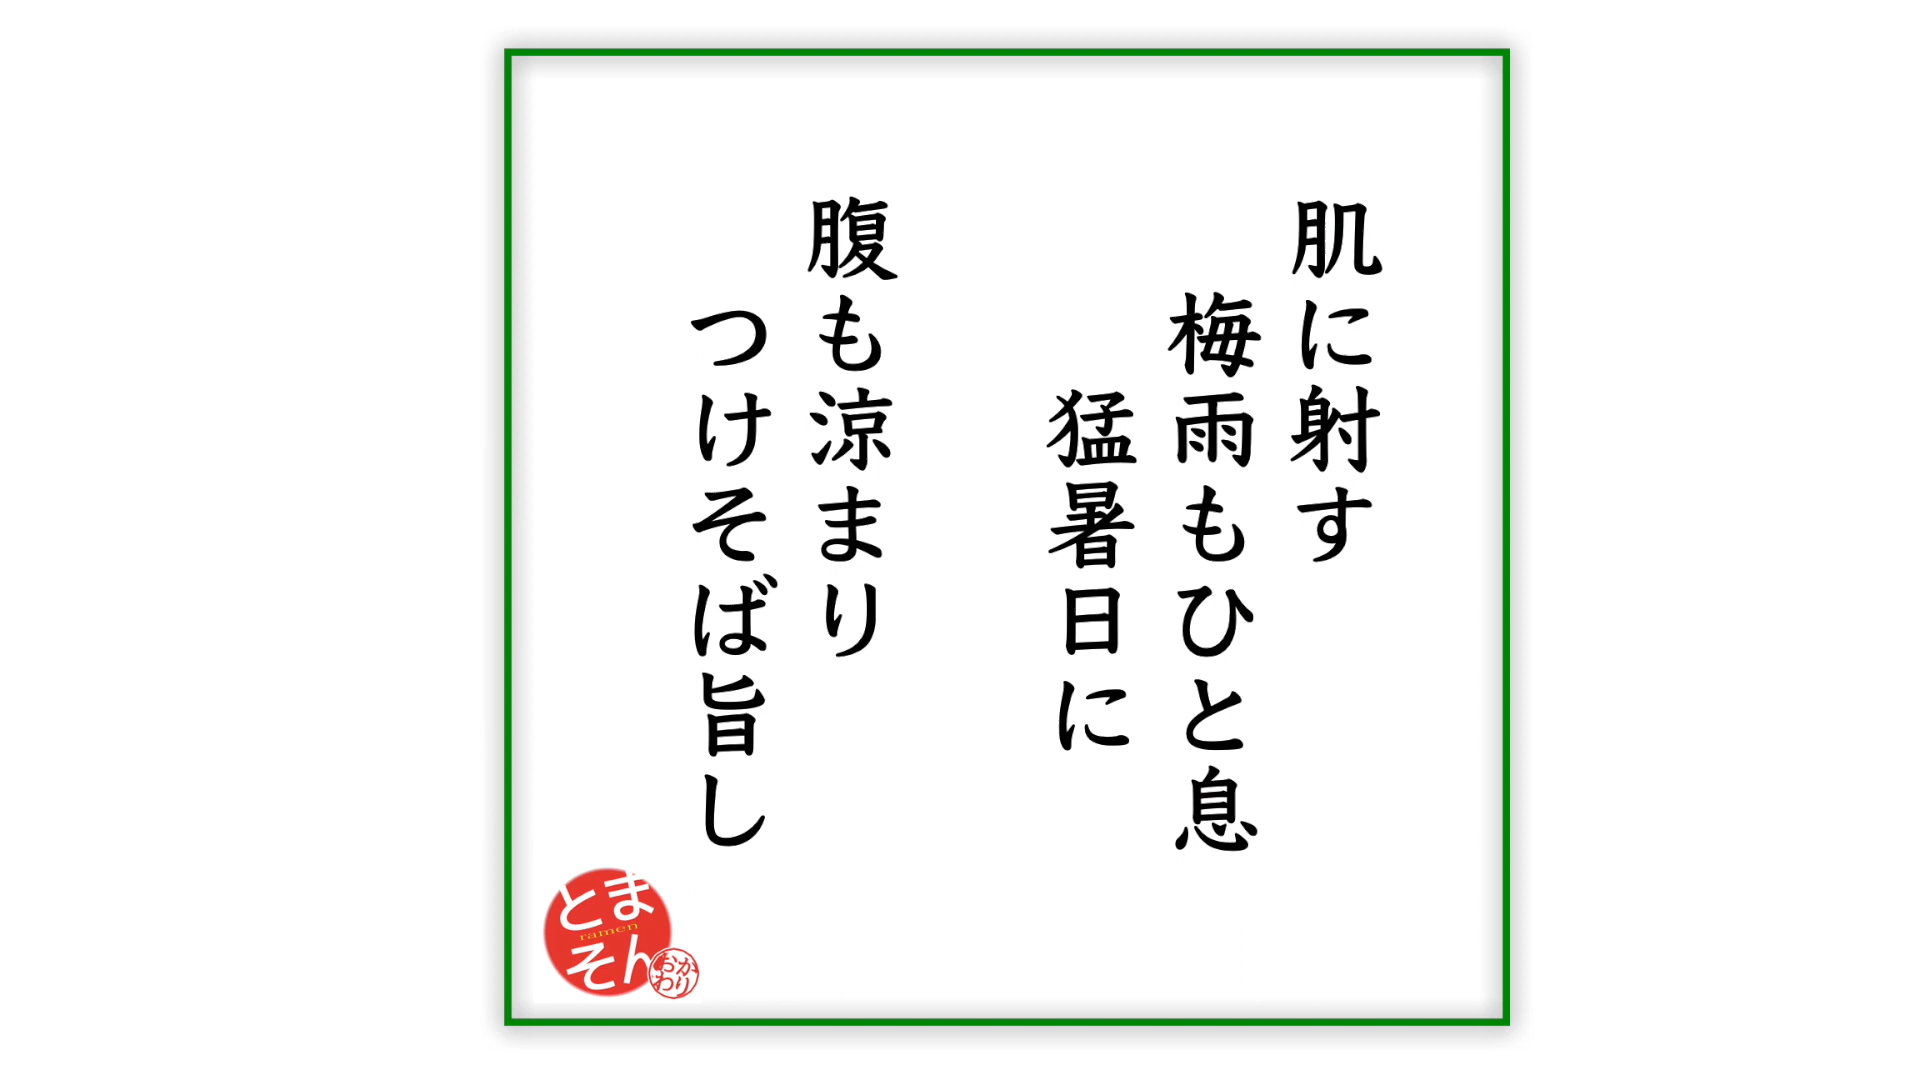 肌に射す
梅雨もひと息
猛暑日に
腹も涼まり
つけそば旨し
とまそん
ramen
おかわり